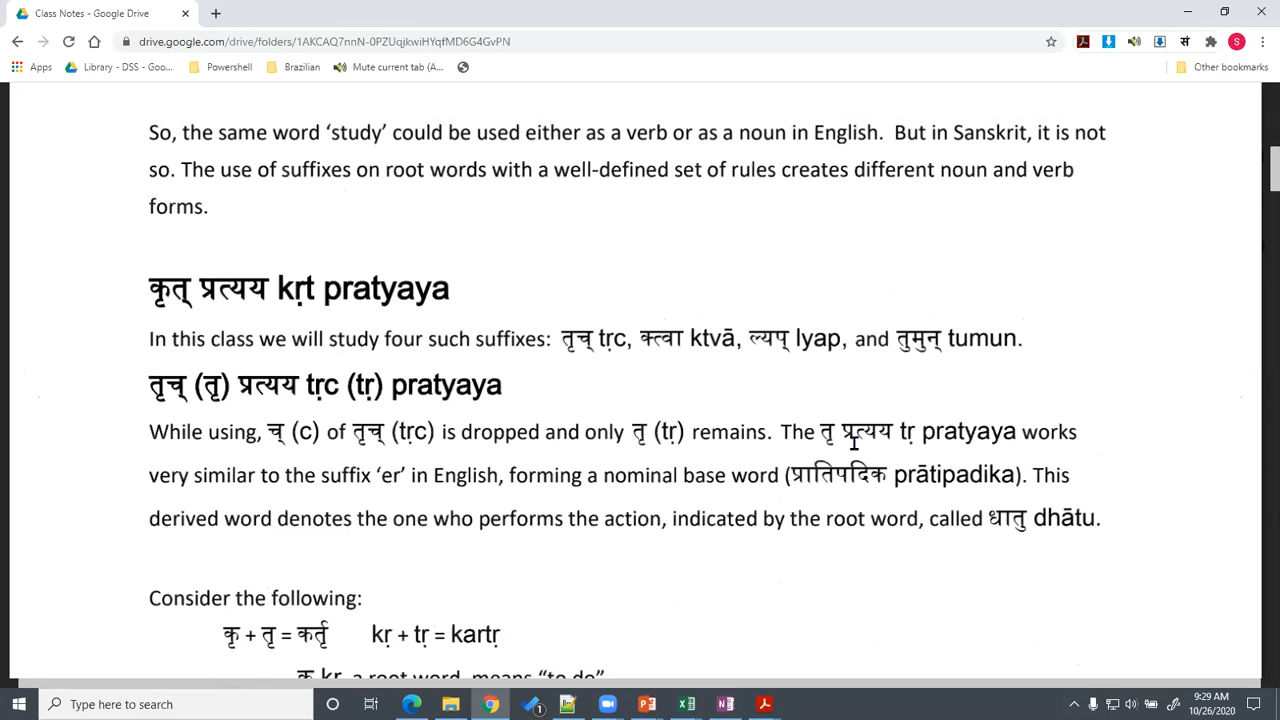 Class Notes - Google Drive
drive.google.com/drive/folders/1AKCAQ7nnN-0PZUqjkwiHYqfMD6G4GvPN
Apps Library - DSS - Goo... Powershell Brazilian Mute current tab (A... Other bookmarks
So, the same word ‘study’ could be used either as a verb or as a noun in English. But in Sanskrit, it is not
so. The use of suffixes on root words with a well-defined set of rules creates different noun and verb
forms.
कृत् प्रत्यय kṛt pratyaya
In this class we will study four such suffixes: तृच् tṛc, क्त्वा ktvā, ल्यप् lyap, and तुमुन् tumun.
तृच् (तृ) प्रत्यय tṛc (tṛ) pratyaya
While using, च् (c) of तृच् (tṛc) is dropped and only तृ (tṛ) remains. The तृ प्रत्यय tṛ pratyaya works
very similar to the suffix ‘er’ in English, forming a nominal base word (प्रातिपदिक prātipadika). This
derived word denotes the one who performs the action, indicated by the root word, called धातु dhātu.
Consider the following:
कृ + तृ = कर्तृ kṛ + tṛ = kartṛ
कृ kṛ, a root word, means “to do”
Type here to search
9:29 AM
10/26/2020